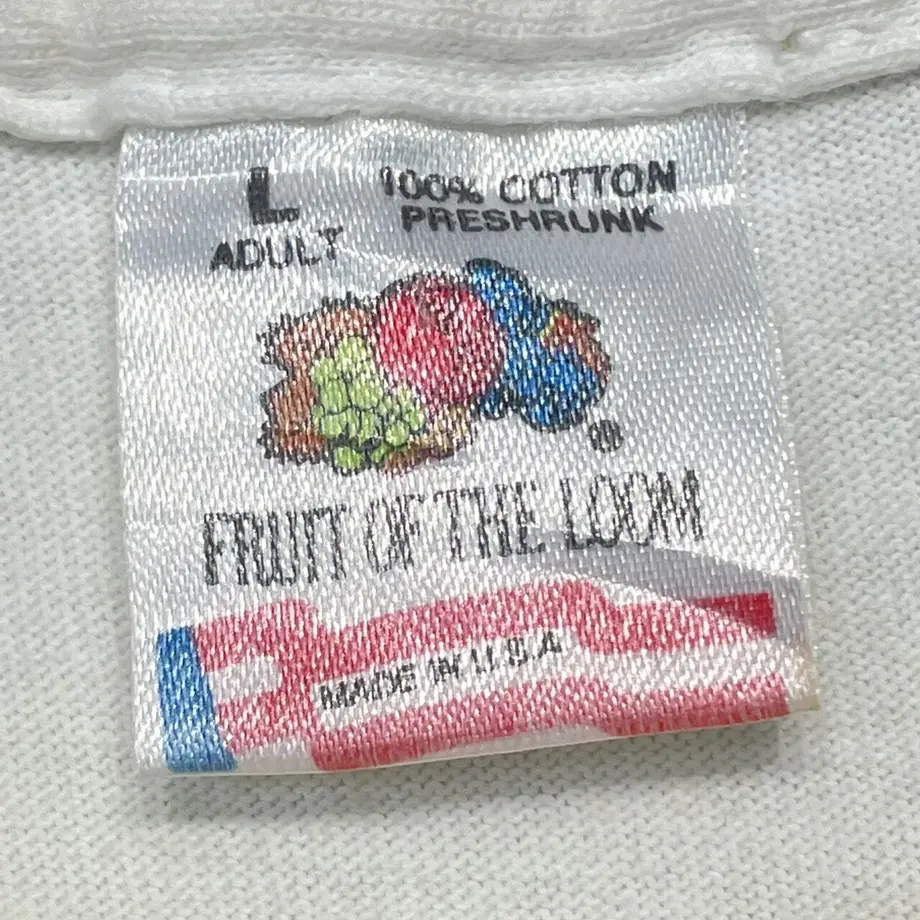 L
ADULT
100% COTTON
PRESHRUNK
®
FRUIT OF THE LOOM
MADE IN U.S.A